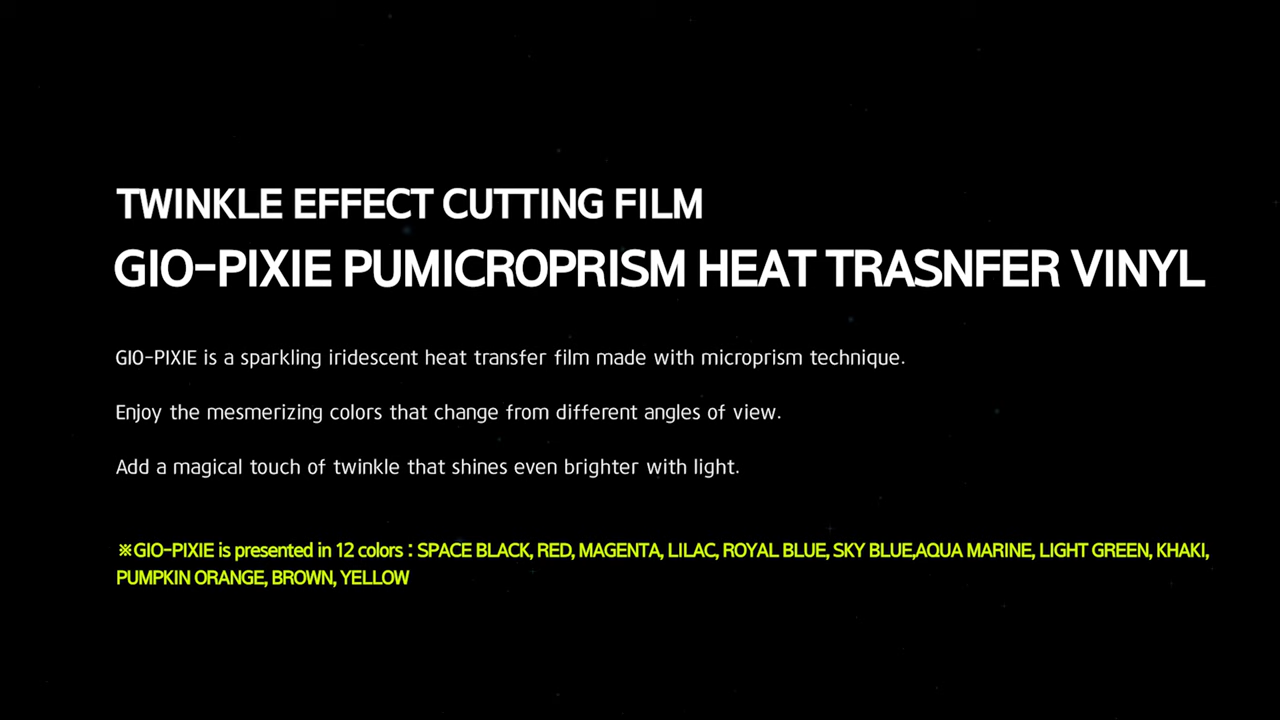 TWINKLE EFFECT CUTTING FILM
GIO-PIXIE PUMICROPRISM HEAT TRASNFER VINYL
GIO-PIXIE is a sparkling iridescent heat transfer film made with microprism technique.
Enjoy the mesmerizing colors that change from different angles of view.
Add a magical touch of twinkle that shines even brighter with light.
※GIO-PIXIE is presented in 12 colors : SPACE BLACK, RED, MAGENTA, LILAC, ROYAL BLUE, SKY BLUE,AQUA MARINE, LIGHT GREEN, KHAKI,
PUMPKIN ORANGE, BROWN, YELLOW